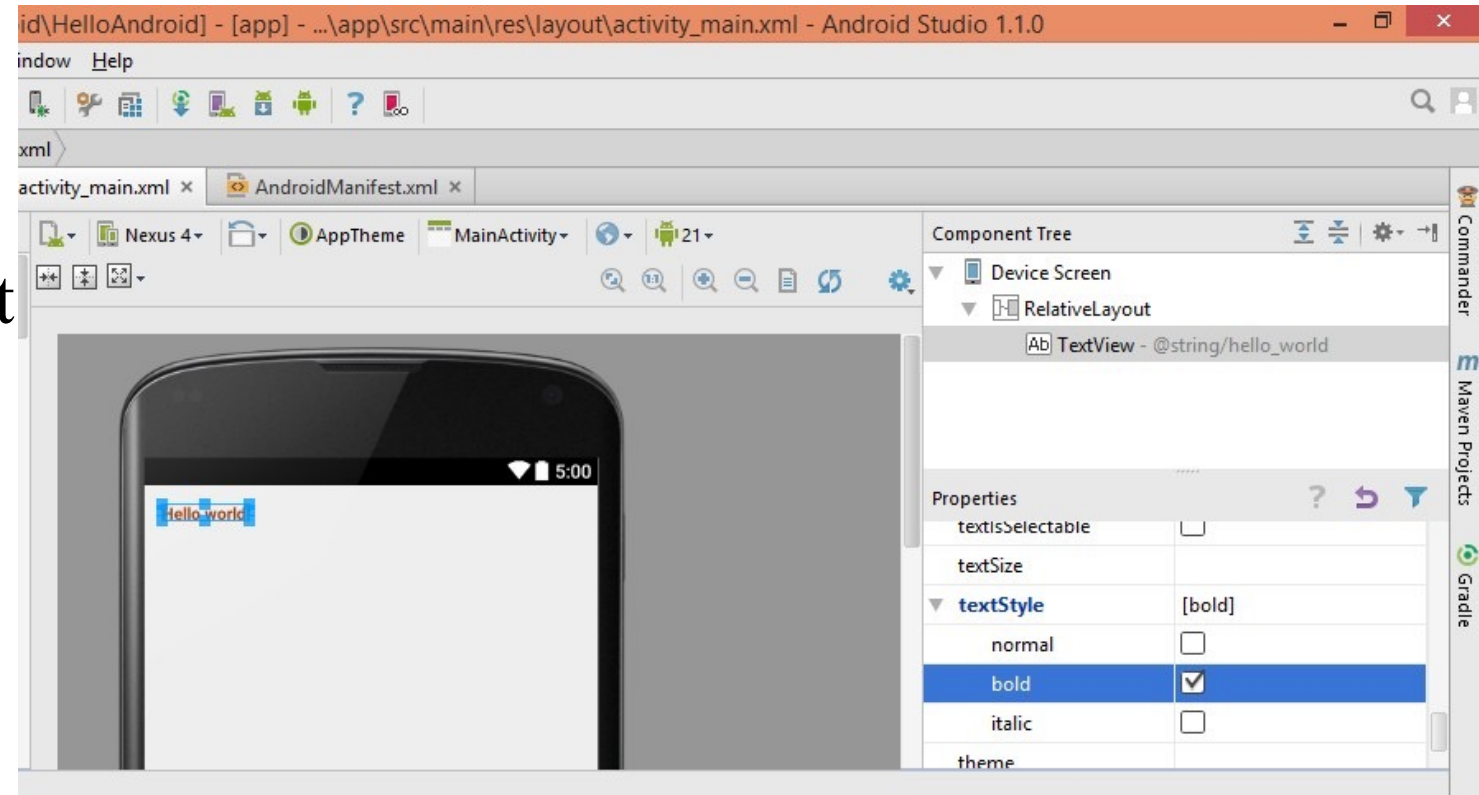 id\HelloAndroid] - [app] - ...\app\src\main\res\layout\activity_main.xml - Android Studio 1.1.0
indow Help
xml
activity_main.xml AndroidManifest.xml
Nexus 4 AppTheme MainActivity 21
t
5:00
Hello world
Component Tree
Device Screen
RelativeLayout
Ab TextView - @string/hello_world
Properties
textIsSelectable
textSize
textStyle [bold]
normal
bold
italic
theme
Commander
m Maven Projects
Gradle